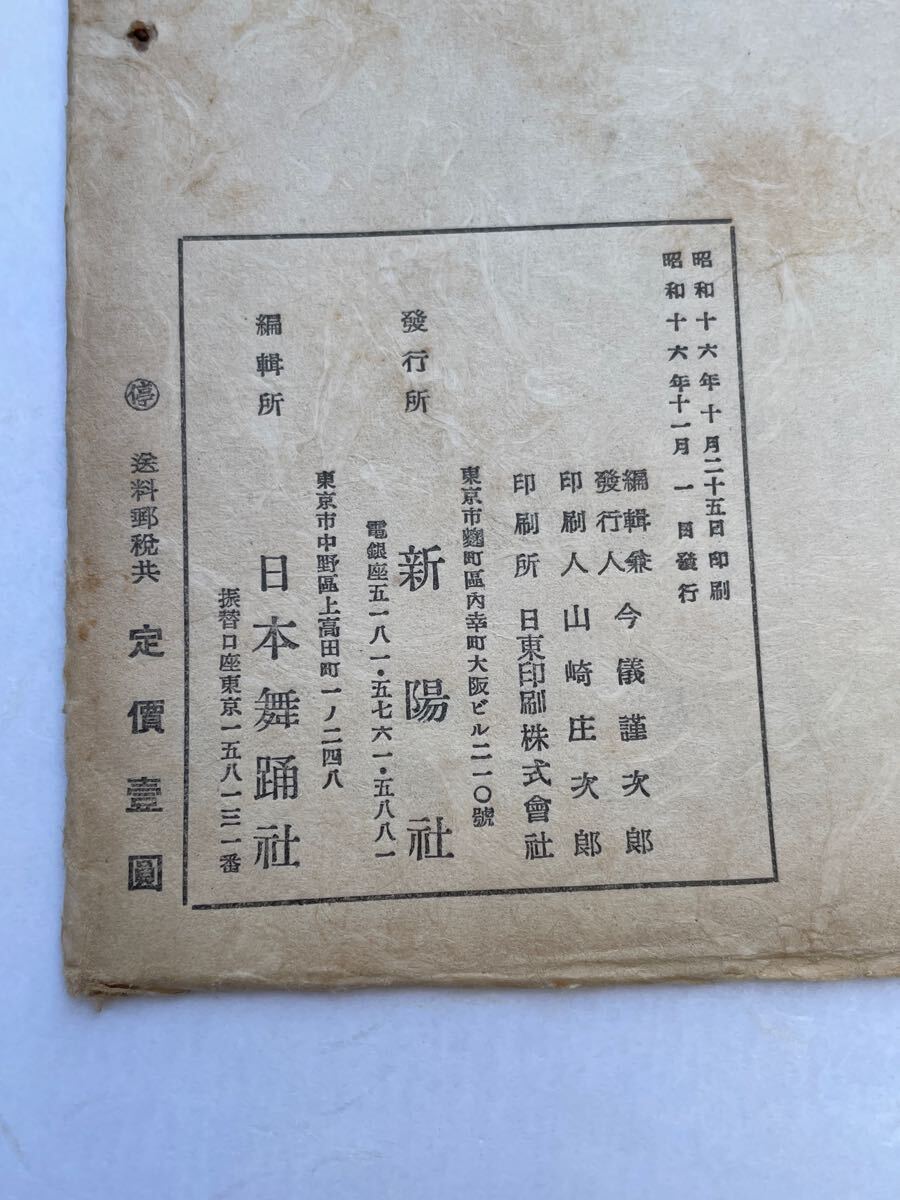 昭和十六年十月二十五日印刷
昭和十六年十一月一日發行
編輯兼
發行人 今儀謹次郎
印刷人 山崎庄次郎
印刷所 日東印刷株式會社
東京市麴町區內幸町大阪ビル二一〇號
發行所 新陽社
電銀座五一八一・五七六一・五八八一
東京市中野區上高田町一ノ二四八
編輯所 日本舞踊社
振替口座東京一五八一三一番
㊡ 送料郵稅共 定價壹圓